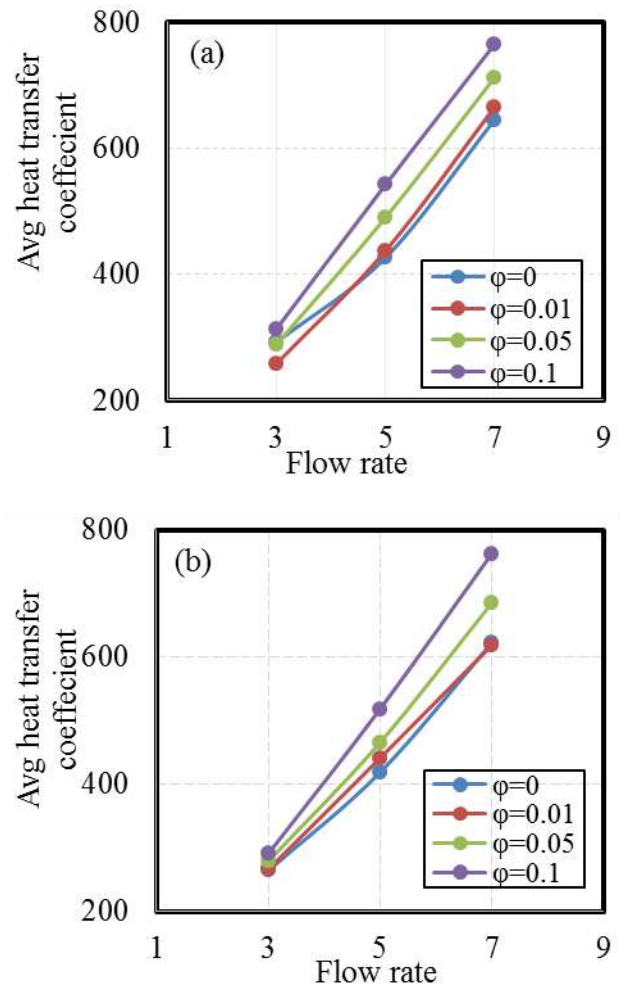 800
(a)
600
Avg heat transfer
coeffecient
400
φ=0
φ=0.01
φ=0.05
φ=0.1
200
1 3 5 7 9
Flow rate
800
(b)
600
Avg heat transfer
coeffecient
400
φ=0
φ=0.01
φ=0.05
φ=0.1
200
1 3 5 7 9
Flow rate